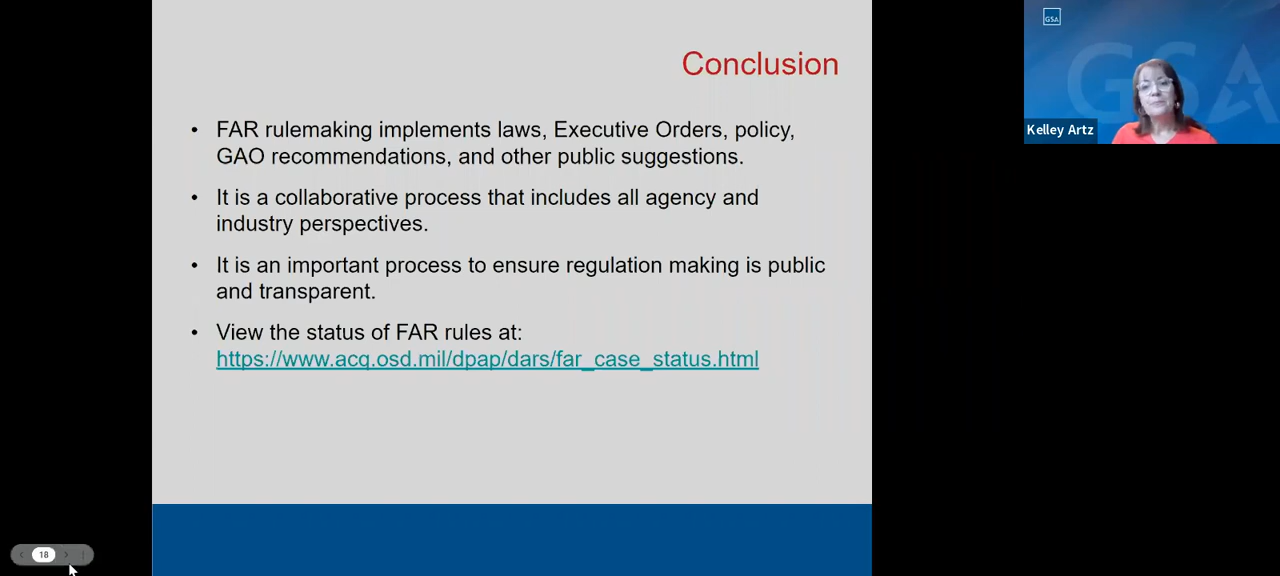 Conclusion
• FAR rulemaking implements laws, Executive Orders, policy,
GAO recommendations, and other public suggestions.
• It is a collaborative process that includes all agency and
industry perspectives.
• It is an important process to ensure regulation making is public
and transparent.
• View the status of FAR rules at:
https://www.acq.osd.mil/dpap/dars/far_case_status.html
18
GSA
GSA
Kelley Artz